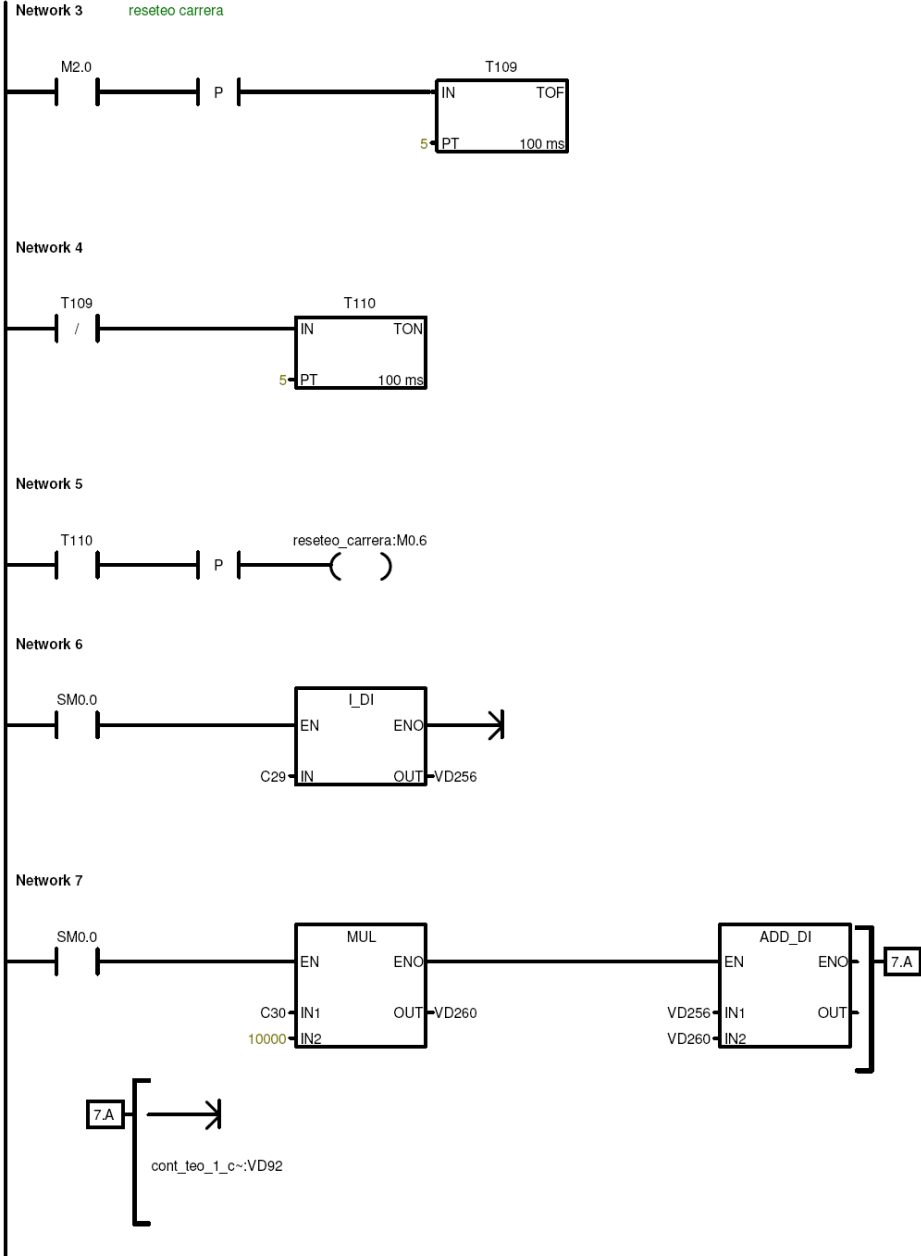 Network 3 reseteo carrera
M2.0 T109
P IN TOF
5 PT 100 ms
Network 4
T109 T110
/ IN TON
5 PT 100 ms
Network 5
T110 reseteo_carrera:M0.6
P
Network 6
SM0.0 I_DI
EN ENO
C29 IN OUT VD256
Network 7
SM0.0 MUL ADD_DI
EN ENO EN ENO 7.A
C30 IN1 OUT VD260 VD256 IN1 OUT
10000 IN2 VD260 IN2
7.A
cont_teo_1_c~:VD92